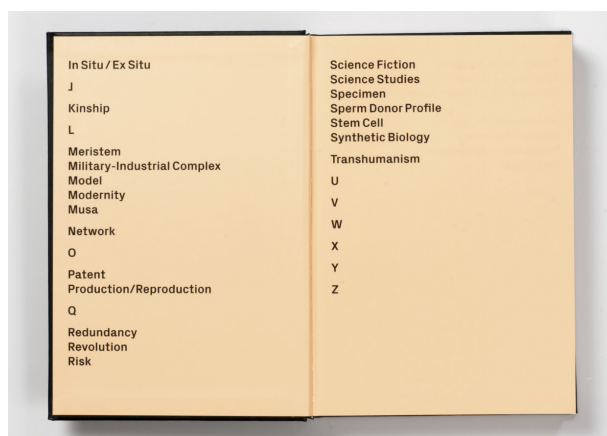 In Situ / Ex Situ
J
Kinship
L
Meristem
Military-Industrial Complex
Model
Modernity
Musa
Network
O
Patent
Production/Reproduction
Q
Redundancy
Revolution
Risk
Science Fiction
Science Studies
Specimen
Sperm Donor Profile
Stem Cell
Synthetic Biology
Transhumanism
U
V
W
X
Y
Z